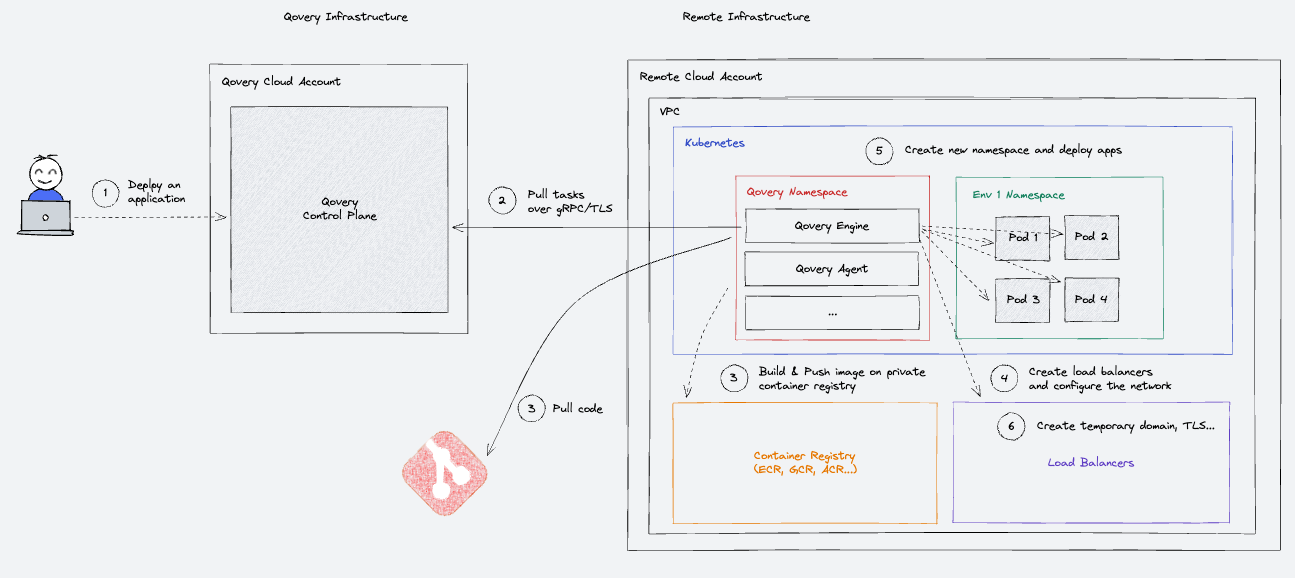 Qovery Infrastructure
Remote Infrastructure
Qovery Cloud Account
Qovery
Control Plane
1
Deploy an
application
2
Pull tasks
over gRPC/TLS
3
Pull code
Remote Cloud Account
VPC
Kubernetes
5
Create new namespace and deploy apps
Qovery Namespace
Qovery Engine
Qovery Agent
...
Env 1 Namespace
Pod 1
Pod 2
Pod 3
Pod 4
3
Build & Push image on private
container registry
4
Create load balancers
and configure the network
Container Registry
(ECR, GCR, ACR...)
6
Create temporary domain, TLS...
Load Balancers